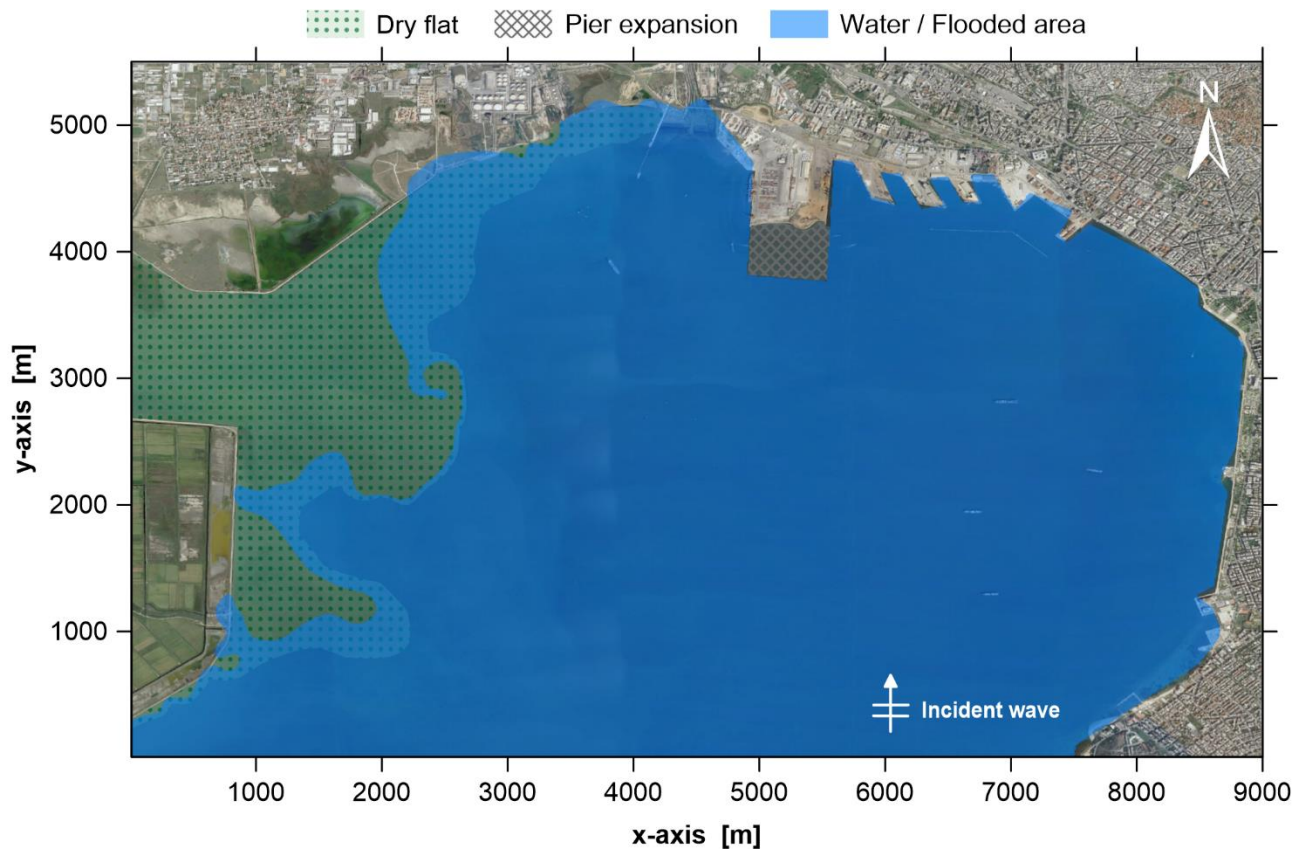 Dry flat Pier expansion Water / Flooded area
N
5000
4000
3000
2000
1000
y-axis [m]
Incident wave
1000 2000 3000 4000 5000 6000 7000 8000 9000
x-axis [m]